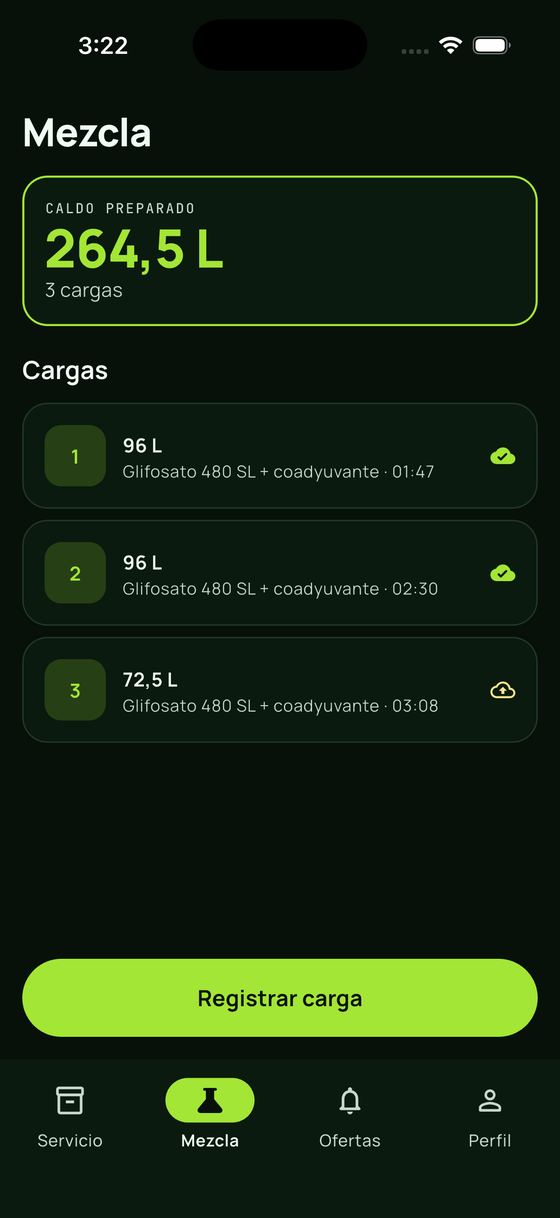 3:22
Mezcla
CALDO PREPARADO
264,5 L
3 cargas
Cargas
1
96 L
Glifosato 480 SL + coadyuvante · 01:47
2
96 L
Glifosato 480 SL + coadyuvante · 02:30
3
72,5 L
Glifosato 480 SL + coadyuvante · 03:08
Registrar carga
Servicio
Mezcla
Ofertas
Perfil